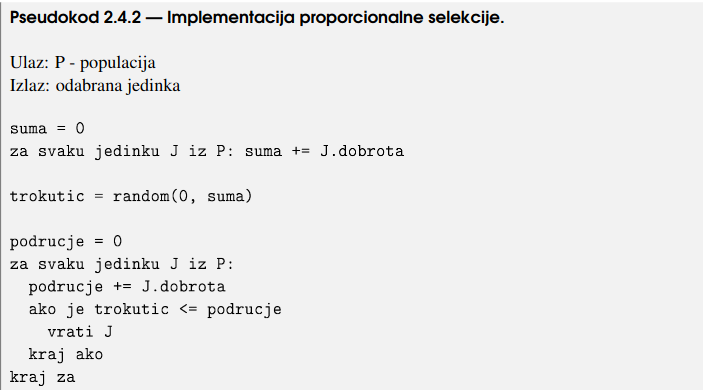 Pseudokod 2.4.2 — Implementacija proporcionalne selekcije.
Ulaz: P - populacija
Izlaz: odabrana jedinka
suma = 0
za svaku jedinku J iz P: suma += J.dobrota
trokutic = random(0, suma)
podrucje = 0
za svaku jedinku J iz P:
  podrucje += J.dobrota
  ako je trokutic <= podrucje
    vrati J
  kraj ako
kraj za